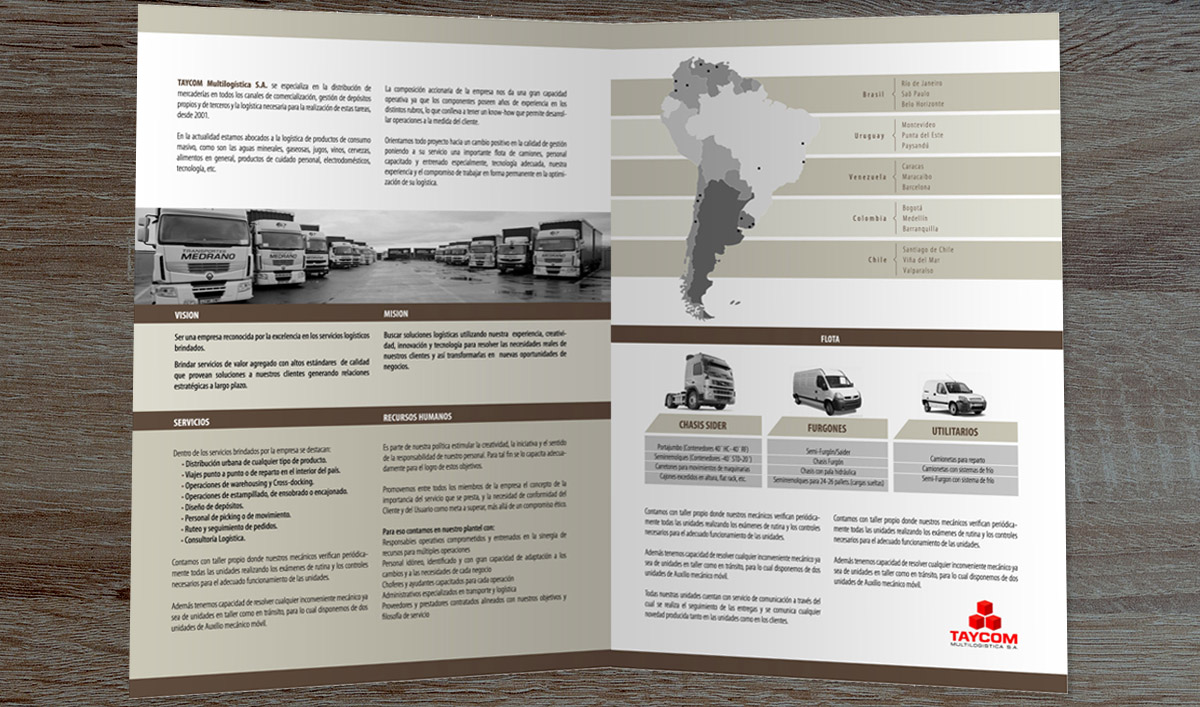 TAYCOM Multilogística S.A. se especializa en la distribución de
mercaderías en todos los canales de comercialización, gestión de depósitos
propios y de terceros y la logística necesaria para la realización de estas tareas,
desde 2001.
En la actualidad estamos abocados a la logística de productos de consumo
masivo, como son las aguas minerales, gaseosas, jugos, vinos, cervezas,
alimentos en general, productos de cuidado personal, electrodomésticos,
tecnología, etc.
La composición accionaria de la empresa nos da una gran capacidad
operativa ya que los componentes poseen años de experiencia en los
distintos rubros, lo que conlleva a tener un know-how que permite desarrol-
lar operaciones a la medida del cliente.
Orientamos todo proyecto hacia un cambio positivo en la calidad de gestión
poniendo a su servicio una importante flota de camiones, personal
capacitado y entrenado especialmente, tecnología adecuada, nuestra
experiencia y el compromiso de trabajar en forma permanente en la optimi-
zación de su logística.
TRANSPORTES
MEDRANO
MEDRANO
VISION
Ser una empresa reconocida por la excelencia en los servicios logísticos
brindados.
Brindar servicios de valor agregado con altos estándares de calidad
que provean soluciones a nuestros clientes generando relaciones
estratégicas a largo plazo.
MISION
Buscar soluciones logísticas utilizando nuestra experiencia, creativi-
dad, innovación y tecnología para resolver las necesidades reales de
nuestros clientes y así transformarlas en nuevas oportunidades de
negocios.
SERVICIOS
Dentro de los servicios brindados por la empresa se destacan:
- Distribución urbana de cualquier tipo de producto.
- Viajes punto a punto o de reparto en el interior del país.
- Operaciones de warehousing y Cross-docking.
- Operaciones de estampillado, de ensobrado o encajonado.
- Diseño de depósitos.
- Personal de picking o de movimiento.
- Ruteo y seguimiento de pedidos.
- Consultoría Logística.
Contamos con taller propio donde nuestros mecánicos verifican periódica-
mente todas las unidades realizando los exámenes de rutina y los controles
necesarios para el adecuado funcionamiento de las unidades.
Además tenemos capacidad de resolver cualquier inconveniente mecánico ya
sea de unidades en taller como en tránsito, para lo cual disponemos de dos
unidades de Auxilio mecánico móvil.
RECURSOS HUMANOS
Es parte de nuestra política estimular la creatividad, la iniciativa y el sentido
de la responsabilidad de nuestro personal. Para tal fin se lo capacita adecua-
damente para el logro de estos objetivos.
Promovemos entre todos los miembros de la empresa el concepto de la
importancia del servicio que se presta, y la necesidad de conformidad del
Cliente y del Usuario como meta a superar, más allá de un compromiso ético
Para eso contamos en nuestro plantel con:
Responsables operativos comprometidos y entrenados en la sinergia de
recursos para múltiples operaciones
Personal idóneo, identificado y con gran capacidad de adaptación a los
cambios y a las necesidades de cada negocio
Choferes y ayudantes capacitados para cada operación
Administrativos especializados en transporte y logística
Proveedores y prestadores contratados alineados con nuestros objetivos y
filosofía de servicio
Brasil
Río de Janeiro
Saõ Paulo
Belo Horizonte
Uruguay
Montevideo
Punta del Este
Paysandú
Venezuela
Caracas
Maracaibo
Barcelona
Colombia
Bogotá
Medellín
Barranquilla
Chile
Santiago de Chile
Viña del Mar
Valparaíso
FLOTA
CHASIS SIDER
Portajumbo (Contenedores 40´ HC- 40´ RF)
Semirremolques (Contenedores -40´ STD-20´)
Carretones para movimientos de maquinarias
Cajones excedidos en altura, flat rack, etc.
FURGONES
Semi-Furgón/Saider
Chasis Furgón
Chasis con pala hidráulica
Semirremolques para 24-26 pallets (cargas sueltas)
UTILITARIOS
Camionetas para reparto
Camionetas con sistemas de frío
Semi-Furgon con sistema de frío
Contamos con taller propio donde nuestros mecánicos verifican periódica-
mente todas las unidades realizando los exámenes de rutina y los controles
necesarios para el adecuado funcionamiento de las unidades.
Además tenemos capacidad de resolver cualquier inconveniente mecánico ya
sea de unidades en taller como en tránsito, para lo cual disponemos de dos
unidades de Auxilio mecánico móvil.
Todas nuestras unidades cuentan con servicio de comunicación a través del
cual se realiza el seguimiento de las entregas y se comunica cualquier
novedad producida tanto en las unidades como en los clientes.
Contamos con taller propio donde nuestros mecánicos verifican periódica-
mente todas las unidades realizando los exámenes de rutina y los controles
necesarios para el adecuado funcionamiento de las unidades.
Además tenemos capacidad de resolver cualquier inconveniente mecánico ya
sea de unidades en taller como en tránsito, para lo cual disponemos de dos
unidades de Auxilio mecánico móvil.
TAYCOM
MULTILOGISTICA S.A.